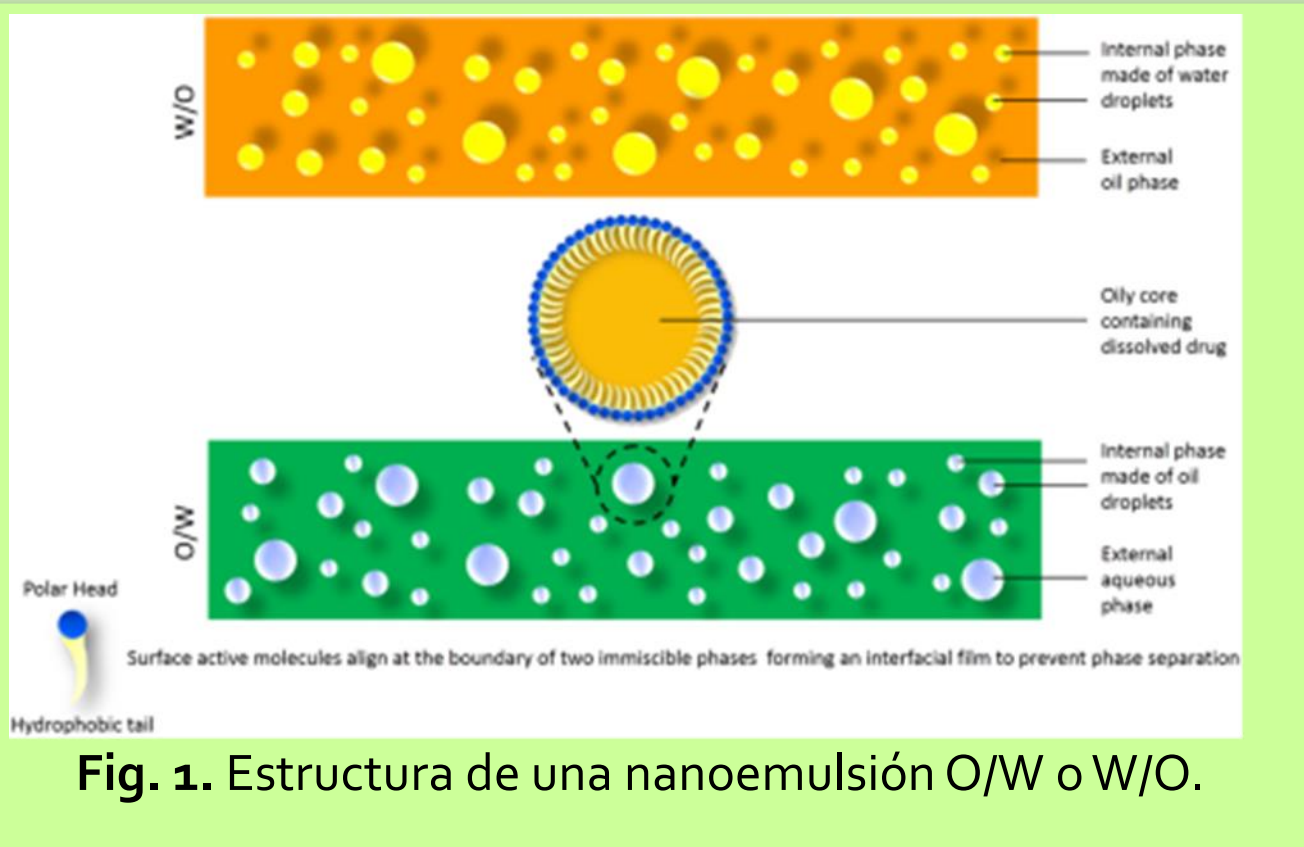 W/O
Internal phase
made of water
droplets
External
oil phase
Oily core
containing
dissolved drug
O/W
Internal phase
made of oil
droplets
External
aqueous
phase
Polar Head
Surface active molecules align at the boundary of two immiscible phases forming an interfacial film to prevent phase separation
Hydrophobic tail
Fig. 1. Estructura de una nanoemulsión O/W o W/O.